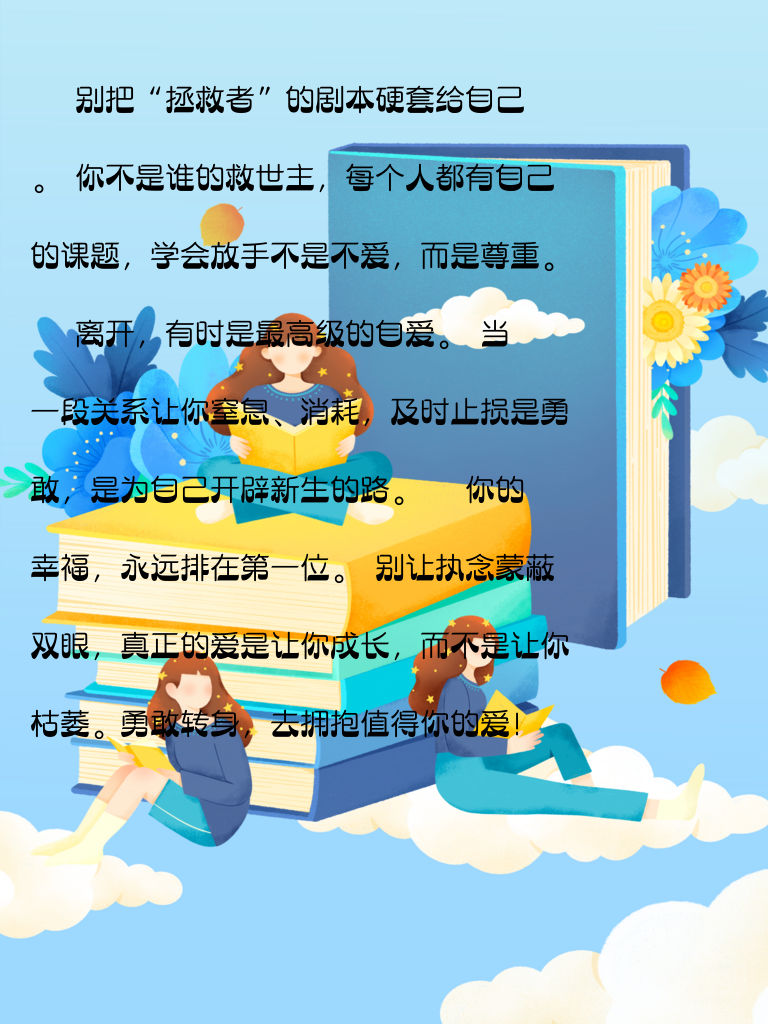 别把“拯救者”的剧本硬套给自己
。 你不是谁的救世主，每个人都有自己
的课题，学会放手不是不爱，而是尊重。
离开，有时是最高级的自爱。 当
一段关系让你窒息、消耗，及时止损是勇
敢，是为自己开辟新生的路。 你的
幸福，永远排在第一位。 别让执念蒙蔽
双眼，真正的爱是让你成长，而不是让你
枯萎。勇敢转身，去拥抱值得你的爱！